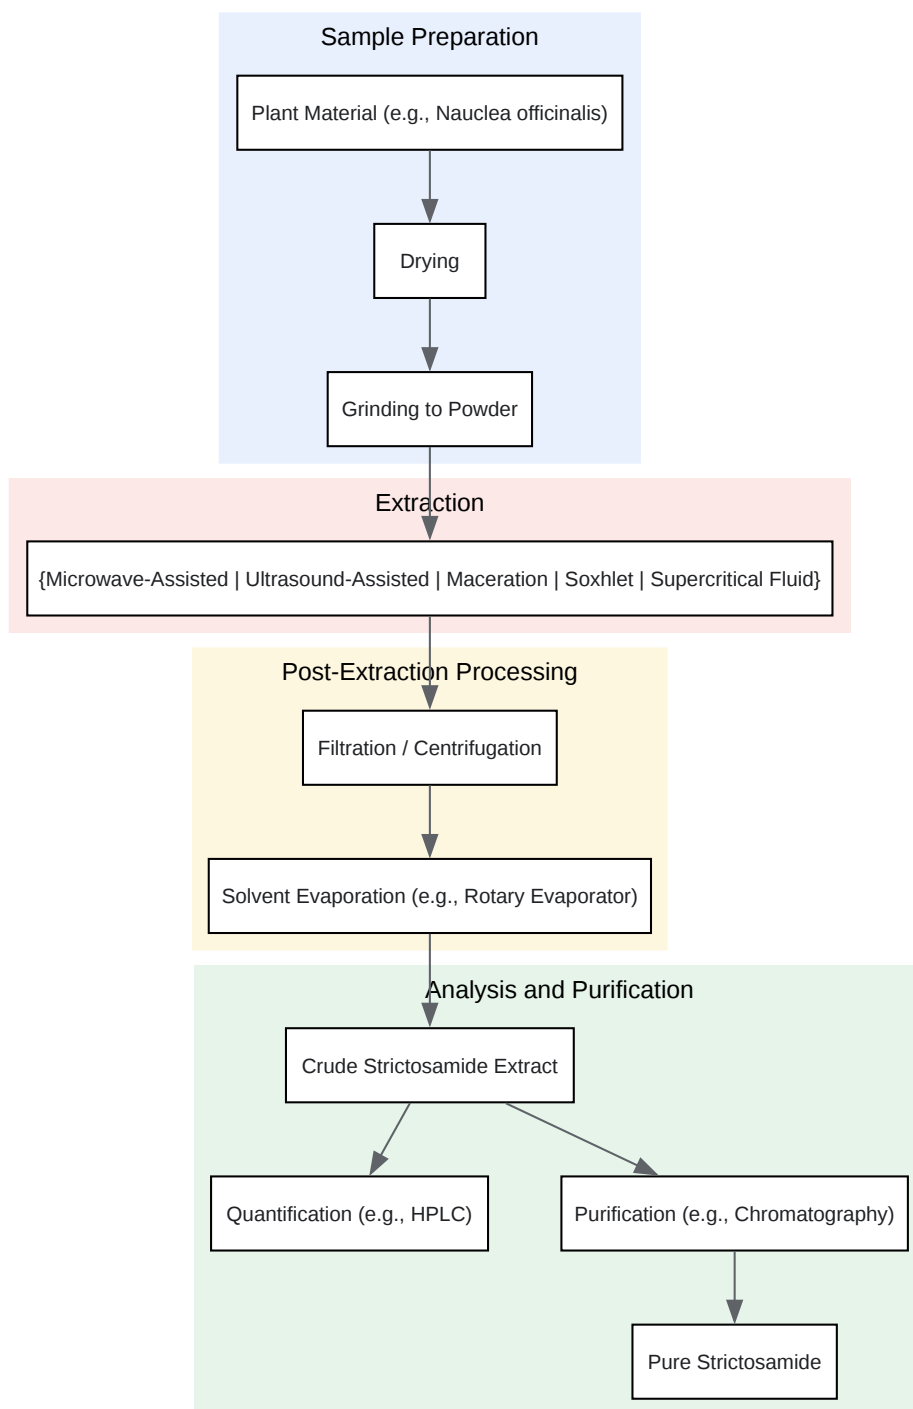 Sample Preparation
Plant Material (e.g., Nauclea officinalis)
Drying
Grinding to Powder
Extraction
{Microwave-Assisted | Ultrasound-Assisted | Maceration | Soxhlet | Supercritical Fluid}
Post-Extraction Processing
Filtration / Centrifugation
Solvent Evaporation (e.g., Rotary Evaporator)
Analysis and Purification
Crude Strictosamide Extract
Quantification (e.g., HPLC)
Purification (e.g., Chromatography)
Pure Strictosamide